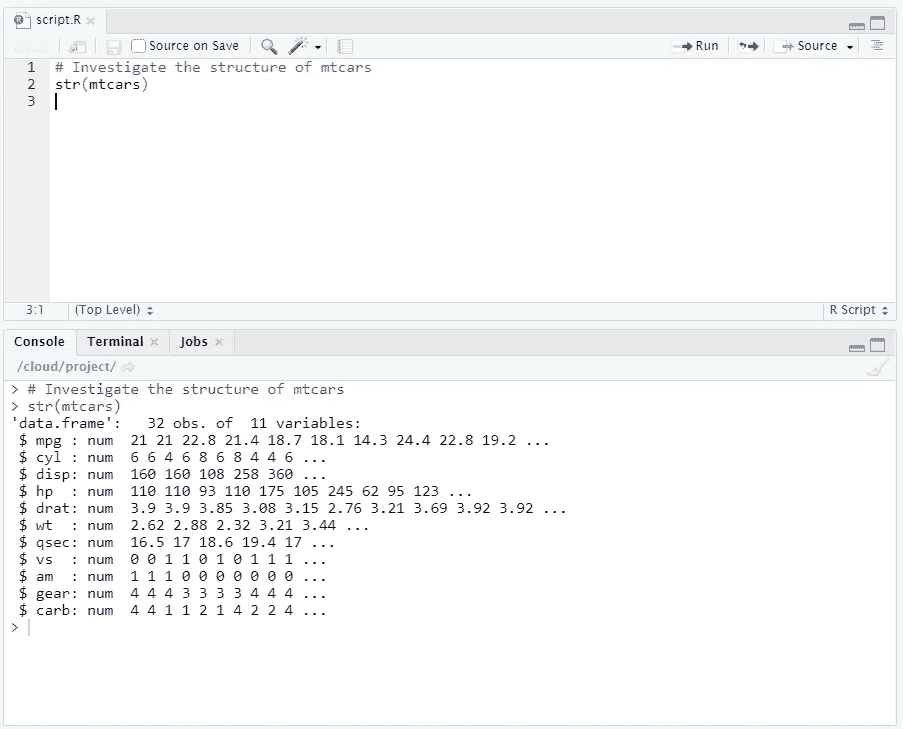 script.R
Source on Save Run Source
1 # Investigate the structure of mtcars
2 str(mtcars)
3
3:1 (Top Level) R Script
Console Terminal Jobs
/cloud/project/
> # Investigate the structure of mtcars
> str(mtcars)
'data.frame':   32 obs. of  11 variables:
 $ mpg : num  21 21 22.8 21.4 18.7 18.1 14.3 24.4 22.8 19.2 ...
 $ cyl : num  6 6 4 6 8 6 8 4 4 6 ...
 $ disp: num  160 160 108 258 360 ...
 $ hp  : num  110 110 93 110 175 105 245 62 95 123 ...
 $ drat: num  3.9 3.9 3.85 3.08 3.15 2.76 3.21 3.69 3.92 3.92 ...
 $ wt  : num  2.62 2.88 2.32 3.21 3.44 ...
 $ qsec: num  16.5 17 18.6 19.4 17 ...
 $ vs  : num  0 0 1 1 0 1 0 1 1 1 ...
 $ am  : num  1 1 1 0 0 0 0 0 0 0 ...
 $ gear: num  4 4 4 3 3 3 3 4 4 4 ...
 $ carb: num  4 4 1 1 2 1 4 2 2 4 ...
>